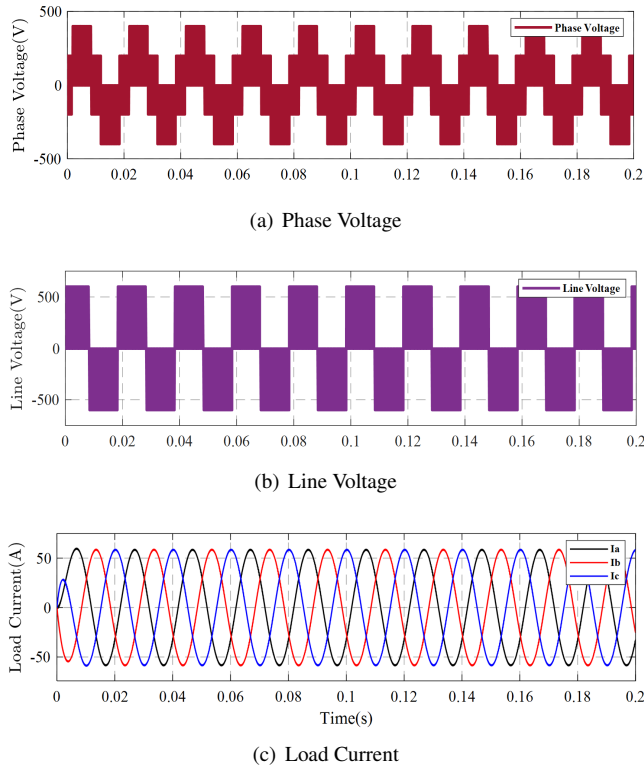 500
Phase Voltage
Phase Voltage(V)
0
-500
0 0.02 0.04 0.06 0.08 0.1 0.12 0.14 0.16 0.18 0.2
(a) Phase Voltage
500
Line Voltage
Line Voltage(V)
0
-500
0 0.02 0.04 0.06 0.08 0.1 0.12 0.14 0.16 0.18 0.2
(b) Line Voltage
50
Ia
Ib
Ic
Load Current(A)
0
-50
0 0.02 0.04 0.06 0.08 0.1 0.12 0.14 0.16 0.18 0.2
Time(s)
(c) Load Current